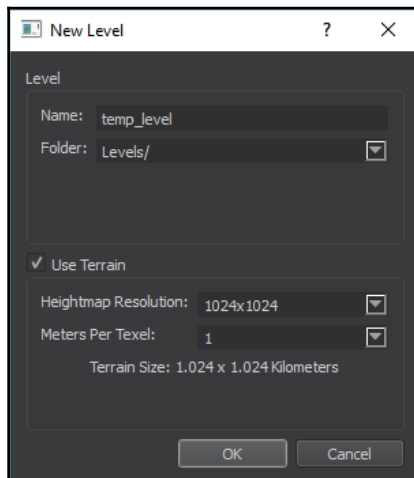 New Level
Level
Name: temp_level
Folder: Levels/
Use Terrain
Heightmap Resolution: 1024x1024
Meters Per Texel: 1
Terrain Size: 1.024 x 1.024 Kilometers
OK Cancel